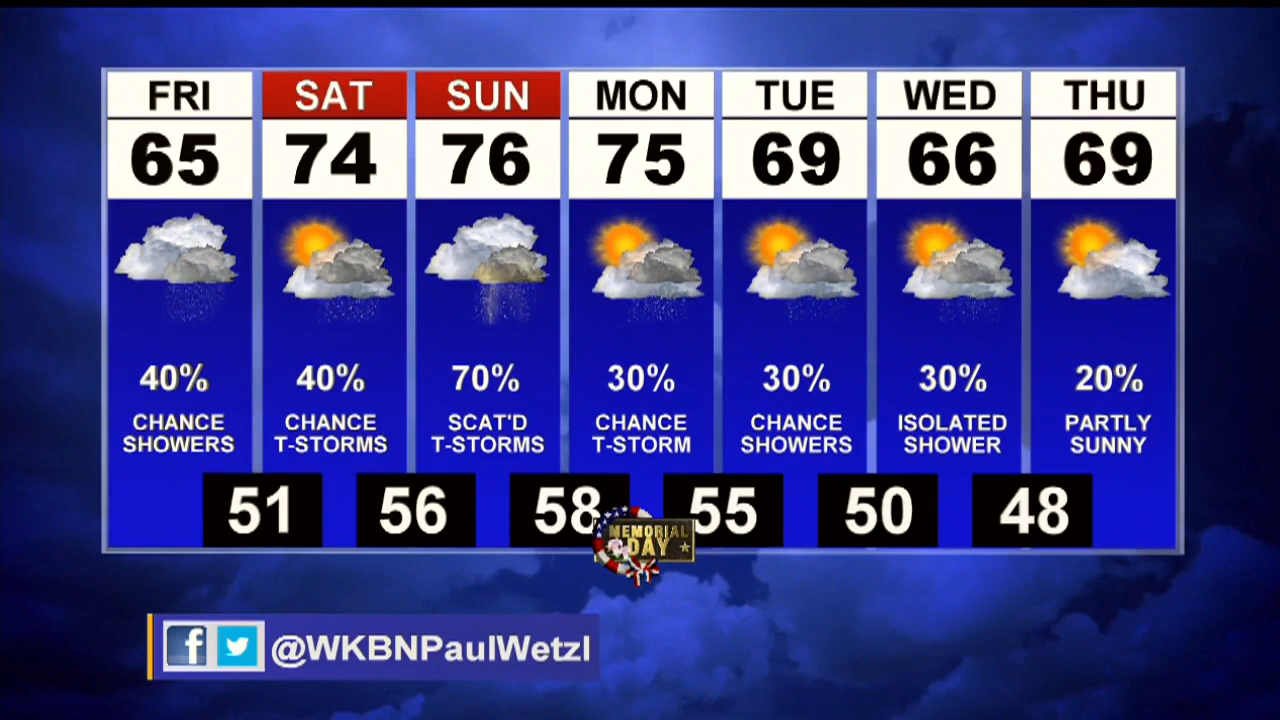 FRI SAT SUN MON TUE WED THU
65 74 76 75 69 66 69
40% 40% 70% 30% 30% 30% 20%
CHANCE CHANCE SCAT'D CHANCE CHANCE ISOLATED PARTLY
SHOWERS T-STORMS T-STORMS T-STORM SHOWERS SHOWER SUNNY
51 56 58 55 50 48
MEMORIAL
DAY
f @WKBNPaulWetzl